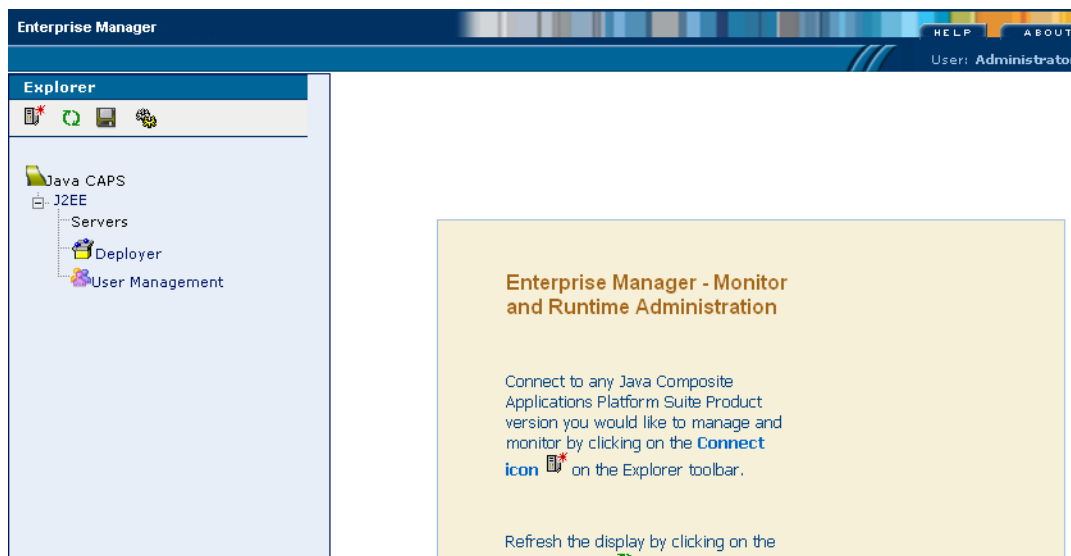 Enterprise Manager
HELP
ABOUT
User: Administrator
Explorer
Java CAPS
J2EE
Servers
Deployer
User Management
Enterprise Manager - Monitor
and Runtime Administration
Connect to any Java Composite
Applications Platform Suite Product
version you would like to manage and
monitor by clicking on the Connect
icon on the Explorer toolbar.
Refresh the display by clicking on the